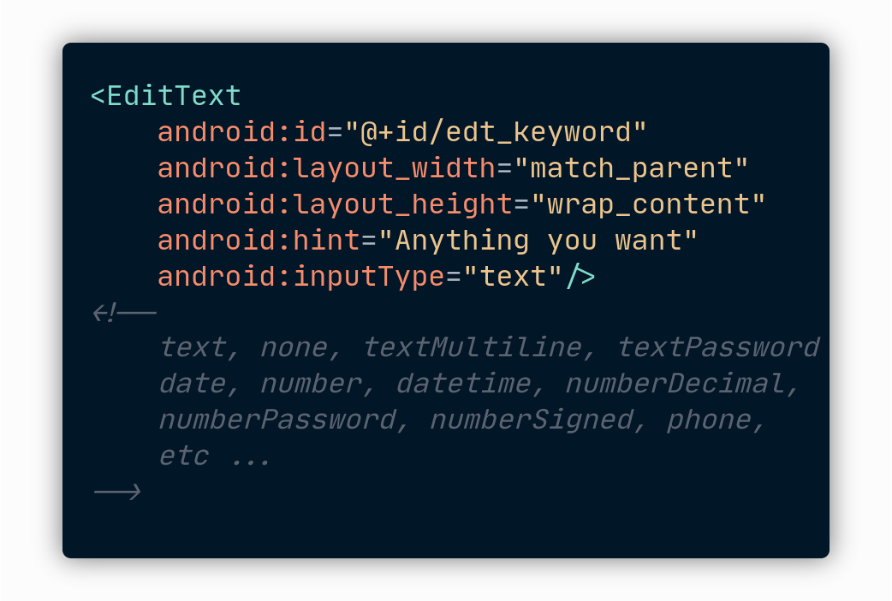 <EditText
android:id="@+id/edt_keyword"
android:layout_width="match_parent"
android:layout_height="wrap_content"
android:hint="Anything you want"
android:inputType="text"/>
<!--
text, none, textMultiline, textPassword
date, number, datetime, numberDecimal,
numberPassword, numberSigned, phone,
etc ...
-->